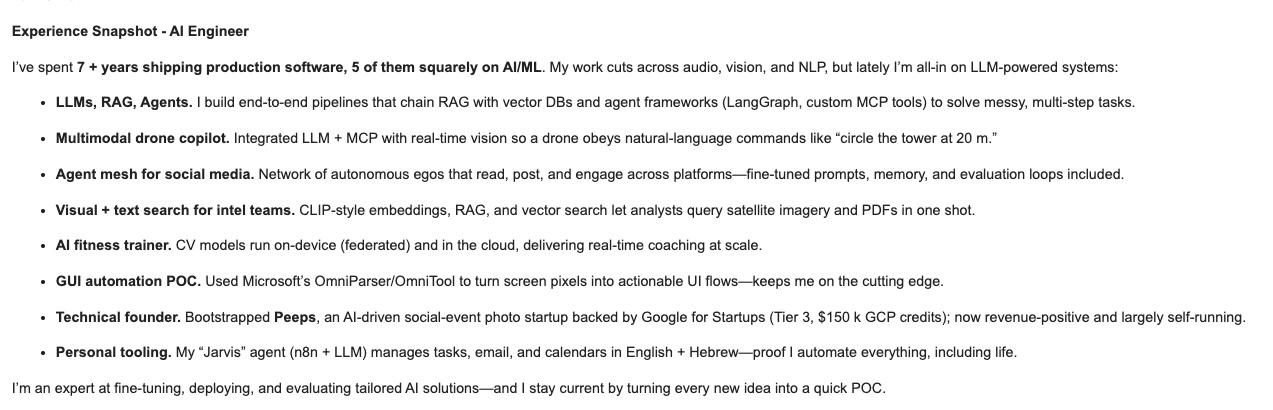 Experience Snapshot - AI Engineer
I’ve spent 7 + years shipping production software, 5 of them squarely on AI/ML. My work cuts across audio, vision, and NLP, but lately I’m all-in on LLM-powered systems:
• LLMs, RAG, Agents. I build end-to-end pipelines that chain RAG with vector DBs and agent frameworks (LangGraph, custom MCP tools) to solve messy, multi-step tasks.
• Multimodal drone copilot. Integrated LLM + MCP with real-time vision so a drone obeys natural-language commands like “circle the tower at 20 m.”
• Agent mesh for social media. Network of autonomous egos that read, post, and engage across platforms—fine-tuned prompts, memory, and evaluation loops included.
• Visual + text search for intel teams. CLIP-style embeddings, RAG, and vector search let analysts query satellite imagery and PDFs in one shot.
• AI fitness trainer. CV models run on-device (federated) and in the cloud, delivering real-time coaching at scale.
• GUI automation POC. Used Microsoft’s OmniParser/OmniTool to turn screen pixels into actionable UI flows—keeps me on the cutting edge.
• Technical founder. Bootstrapped Peeps, an AI-driven social-event photo startup backed by Google for Startups (Tier 3, $150 k GCP credits); now revenue-positive and largely self-running.
• Personal tooling. My “Jarvis” agent (n8n + LLM) manages tasks, email, and calendars in English + Hebrew—proof I automate everything, including life.
I’m an expert at fine-tuning, deploying, and evaluating tailored AI solutions—and I stay current by turning every new idea into a quick POC.